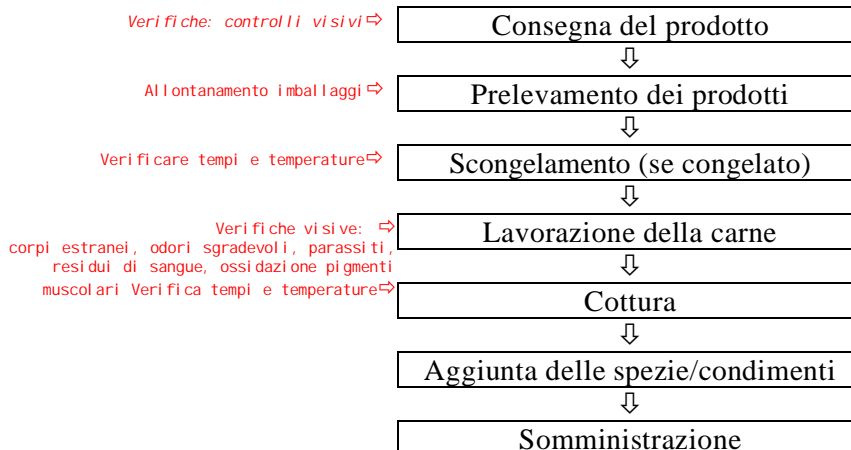 Verifiche: controlli visivi⇨ Consegna del prodotto
⇩
Allontanamento imballaggi⇨ Prelevamento dei prodotti
⇩
Verificare tempi e temperature⇨ Scongelamento (se congelato)
⇩
Verifiche visive: ⇨ Lavorazione della carne
corpi estranei, odori sgradevoli, parassiti,
residui di sangue, ossidazione pigmenti
⇩
muscolari Verifica tempi e temperature⇨ Cottura
⇩
Aggiunta delle spezie/condimenti
⇩
Somministrazione